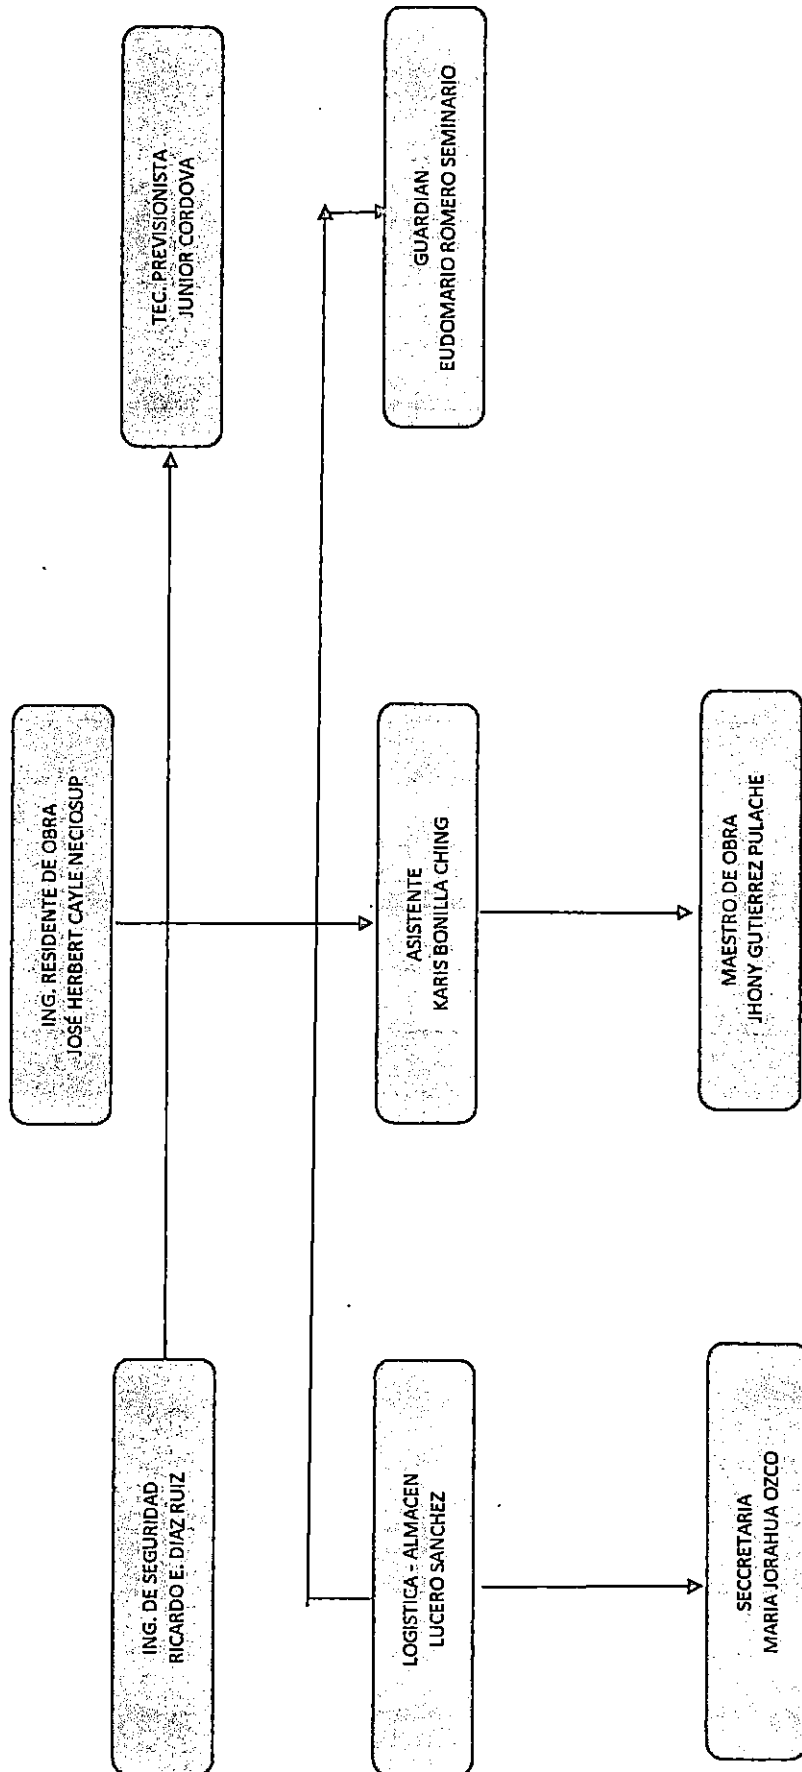 ING. RESIDENTE DE OBRA
JOSÉ HERBERT CAYLE NECIOSUP
ING. DE SEGURIDAD
RICARDO E. DIAZ RUIZ
TEC. PREVISIONISTA
JUNIOR CORDOVA
LOGISTICA - ALMACEN
LUCERO SANCHEZ
ASISTENTE
KARIS BONILLA CHING
GUARDIAN
EUDOMARIO ROMERO SEMINARIO
SECCRETARIA
MARIA JORAHUA OZCO
MAESTRO DE OBRA
JHONY GUTIERREZ PULACHE